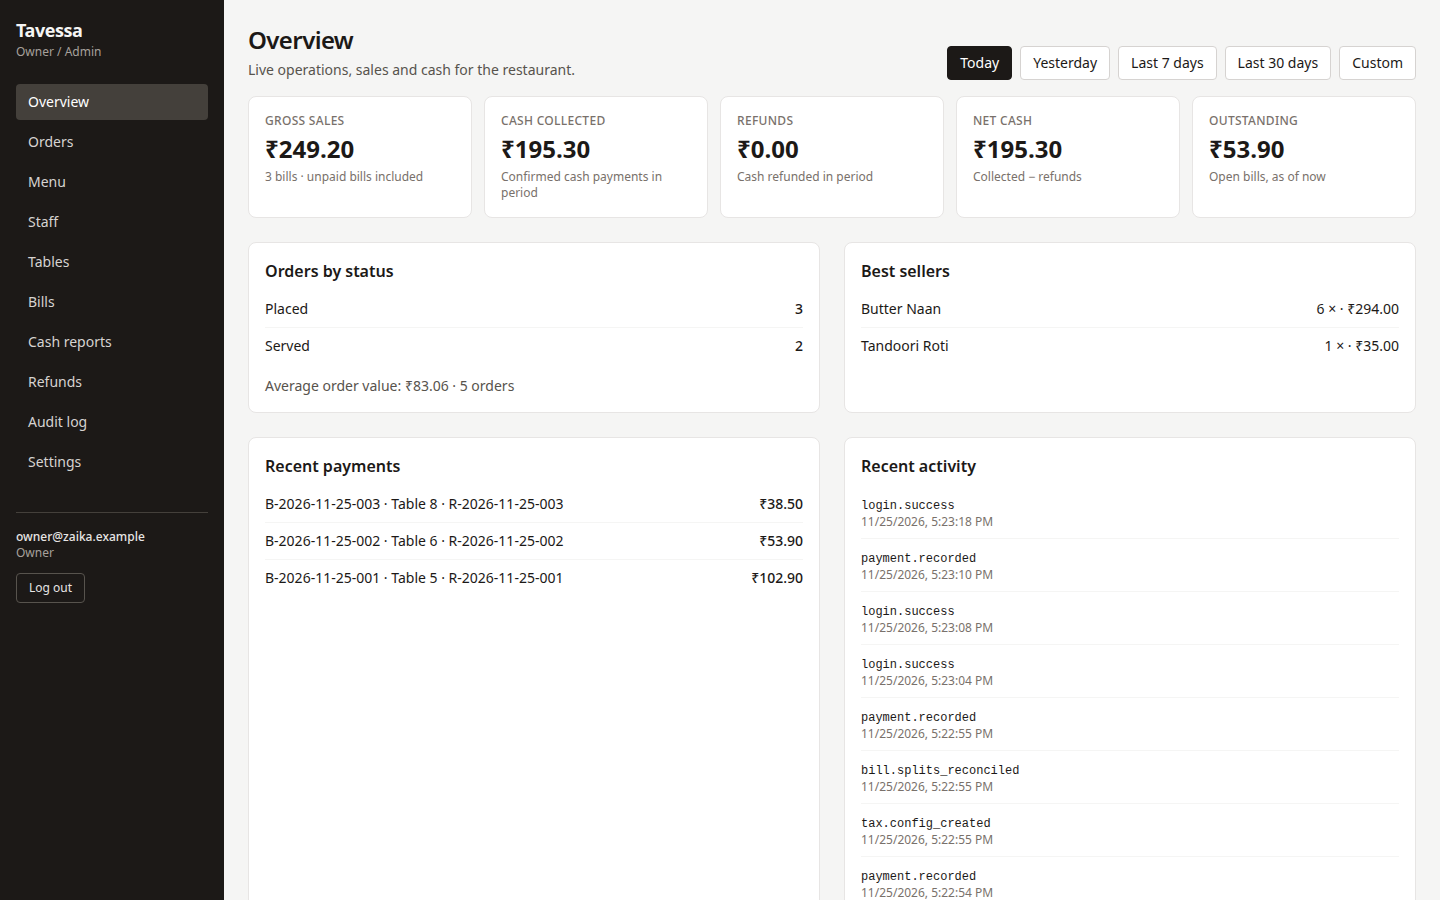 Tavessa
Owner / Admin
Overview
Orders
Menu
Staff
Tables
Bills
Cash reports
Refunds
Audit log
Settings
owner@zaika.example
Owner
Log out
Overview
Live operations, sales and cash for the restaurant.
Today
Yesterday
Last 7 days
Last 30 days
Custom
GROSS SALES
₹249.20
3 bills · unpaid bills included
CASH COLLECTED
₹195.30
Confirmed cash payments in
period
REFUNDS
₹0.00
Cash refunded in period
NET CASH
₹195.30
Collected − refunds
OUTSTANDING
₹53.90
Open bills, as of now
Orders by status
Placed 3
Served 2
Average order value: ₹83.06 · 5 orders
Best sellers
Butter Naan 6 × · ₹294.00
Tandoori Roti 1 × · ₹35.00
Recent payments
B-2026-11-25-003 · Table 8 · R-2026-11-25-003 ₹38.50
B-2026-11-25-002 · Table 6 · R-2026-11-25-002 ₹53.90
B-2026-11-25-001 · Table 5 · R-2026-11-25-001 ₹102.90
Recent activity
login.success
11/25/2026, 5:23:18 PM
payment.recorded
11/25/2026, 5:23:10 PM
login.success
11/25/2026, 5:23:08 PM
login.success
11/25/2026, 5:23:04 PM
payment.recorded
11/25/2026, 5:22:55 PM
bill.splits_reconciled
11/25/2026, 5:22:55 PM
tax.config_created
11/25/2026, 5:22:55 PM
payment.recorded
11/25/2026, 5:22:54 PM